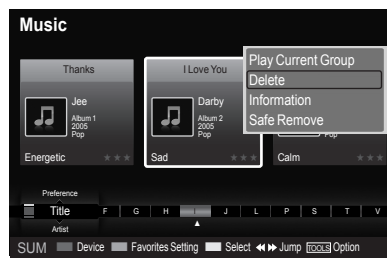 Music
Thanks
I Love You
Play Current Group
Delete
Information
Safe Remove
Jee
Album 1
2005
Pop
Darby
Album 2
2005
Pop
Pop
Energetic
Sad
Calm
Preference
Title
F G H I J L P S T V
Artist
SUM Device Favorites Setting Select Jump TOOLS Option